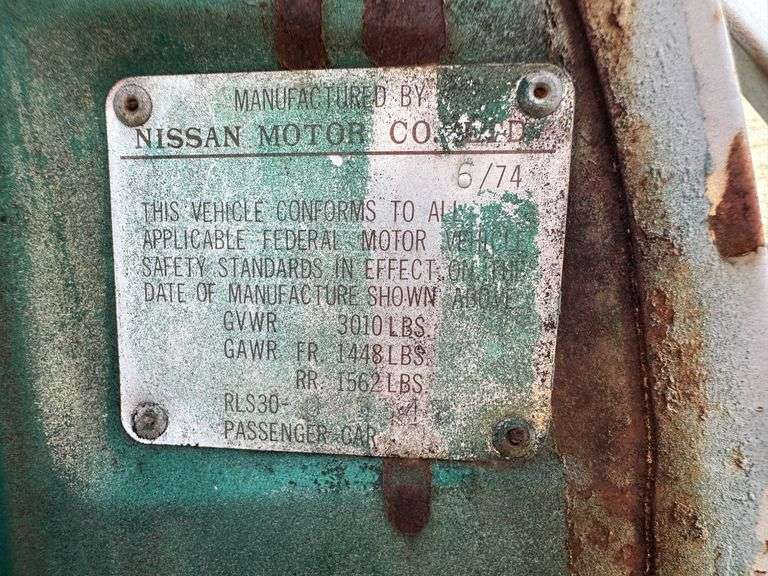 MANUFACTURED BY
NISSAN MOTOR CO., LTD.
6/74
THIS VEHICLE CONFORMS TO ALL
APPLICABLE FEDERAL MOTOR VEHICLE
SAFETY STANDARDS IN EFFECT ON THE
DATE OF MANUFACTURE SHOWN ABOVE
GVWR 3010 LBS.
GAWR FR. 1448 LBS.
RR. 1562 LBS.
RLS30-
PASSENGER CAR